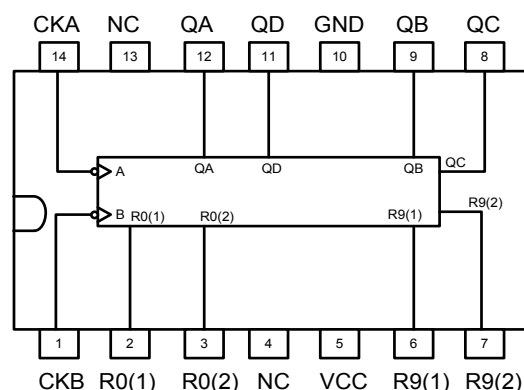 CKA NC QA QD GND QB QC
14 13 12 11 10 9 8
A QA QD QB QC
B R0(1) R0(2) R9(1) R9(2)
1 2 3 4 5 6 7
CKB R0(1) R0(2) NC VCC R9(1) R9(2)